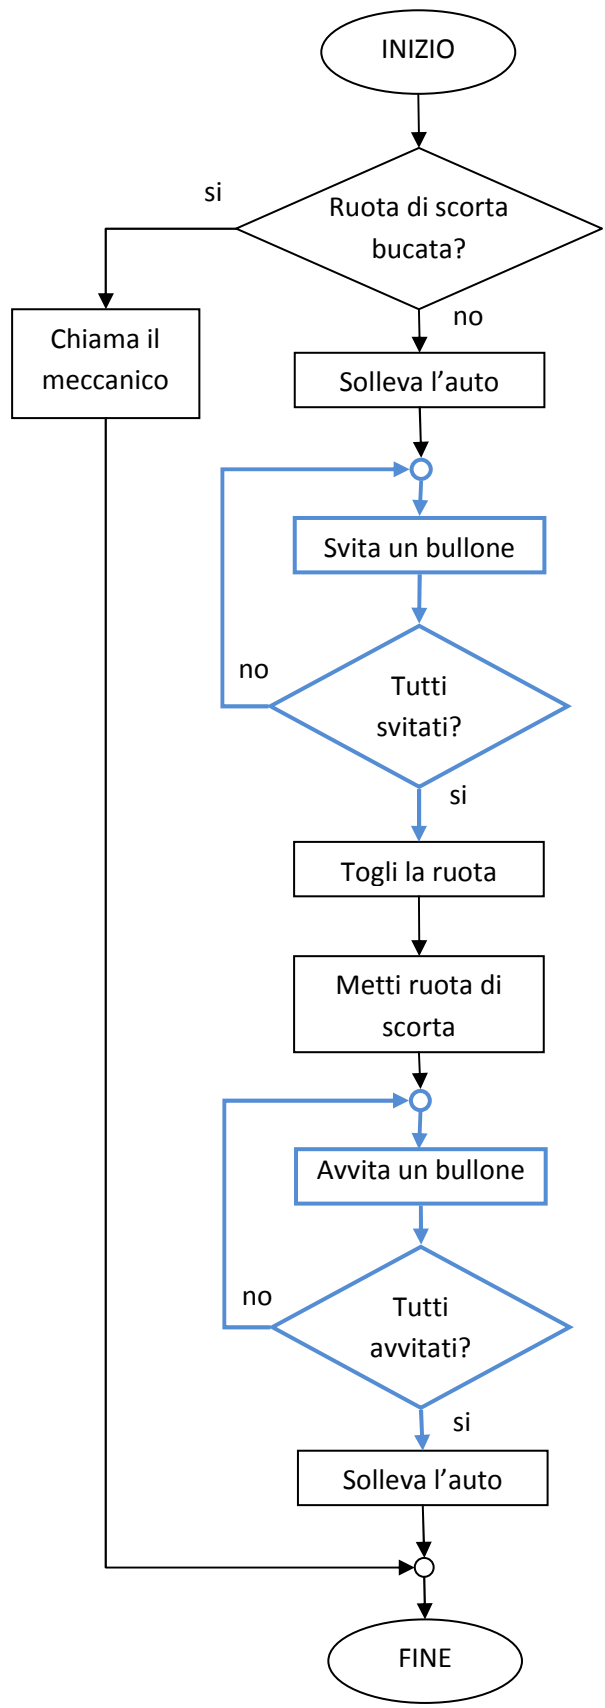 INIZIO
si
Ruota di scorta
bucata?
no
Chiama il
meccanico
Solleva l’auto
Svita un bullone
no
Tutti
svitati?
si
Togli la ruota
Metti ruota di
scorta
Avvita un bullone
no
Tutti
avvitati?
si
Solleva l’auto
FINE